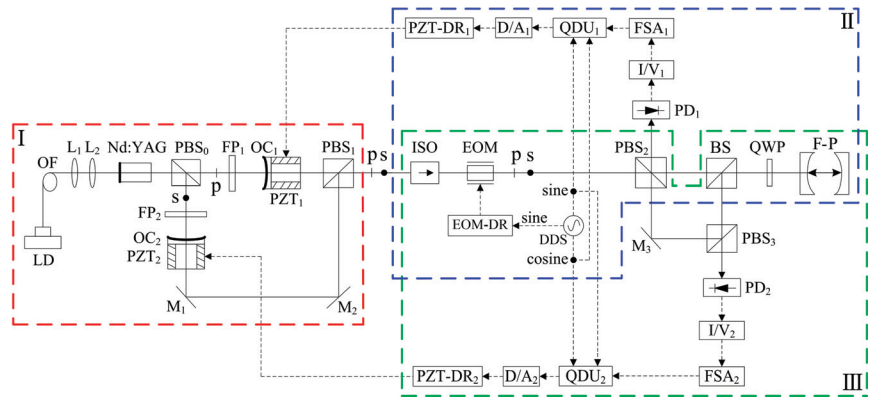 PZT-DR1 D/A1 QDU1 FSA1 II
I/V1
PD1
I
L1 L2 Nd:YAG PBS0 FP1 OC1 PBS1 ISO EOM PBS2 BS QWP F-P
OF p p s p s
PZT1
s
FP2 sine
EOM-DR sine
OC2 DDS M3 PBS3
PZT2 cosine
LD
M1 M2 PD2
I/V2
PZT-DR2 D/A2 QDU2 FSA2 III